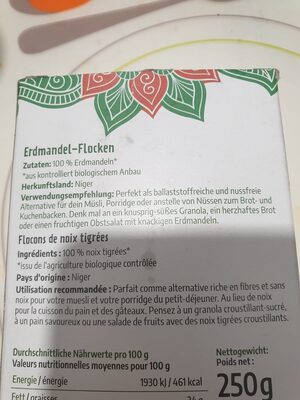 Erdmandel-Flocken
Zutaten: 100 % Erdmandeln*
*aus kontrolliert biologischem Anbau
Herkunftsland: Niger
Verwendungsempfehlung: Perfekt als ballaststoffreiche und nussfreie
Alternative für dein Müsli, Porridge oder anstelle von Nüssen zum Brot- und
Kuchenbacken. Denk mal an ein knusprig-süßes Granola, ein herzhaftes Brot
oder einen fruchtigen Obstsalat mit knackigen Erdmandeln.
Flocons de noix tigrées
Ingrédients : 100 % noix tigrées*
*issu de l'agriculture biologique contrôlée
Pays d'origine : Niger
Utilisation recommandée : Parfait comme alternative riche en fibres et sans
noix pour votre muesli et votre porridge du petit-déjeuner. Au lieu de noix
pour la cuisson du pain et des gâteaux. Pensez à un granola croustillant-sucré,
à un pain savoureux ou une salade de fruits avec des noix tigrées croustillants.
Durchschnittliche Nährwerte pro 100 g
Valeurs nutritionnelles moyennes pour 100 g
Energie / énergie 1930 kJ / 461 kcal
Fett / graisses 24 g
Nettogewicht:
Poids net :
250g